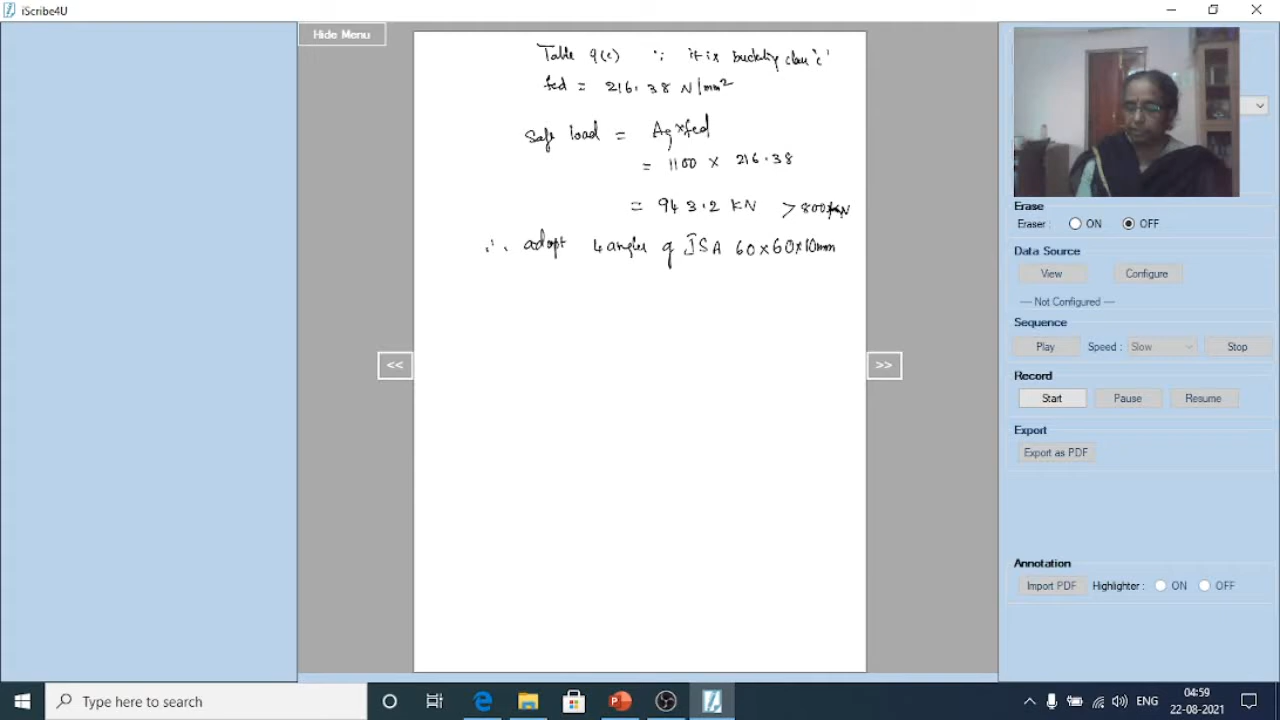 iScribe4U
Hide Menu
Table 9(c) ∵ it is buckling class 'c'
fcd = 216.38 N/mm²
Safe load = Ag×fcd
= 1100 × 216.38
= 943.2 KN > 800KN
∴ adopt 4 angles of ISA 60×60×10mm
<<
>>
Erase
Eraser : ON OFF
Data Source
View Configure
--- Not Configured ---
Sequence
Play Speed : Slow Stop
Record
Start Pause Resume
Export
Export as PDF
Annotation
Import PDF Highlighter : ON OFF
Type here to search
ENG
04:59
22-08-2021